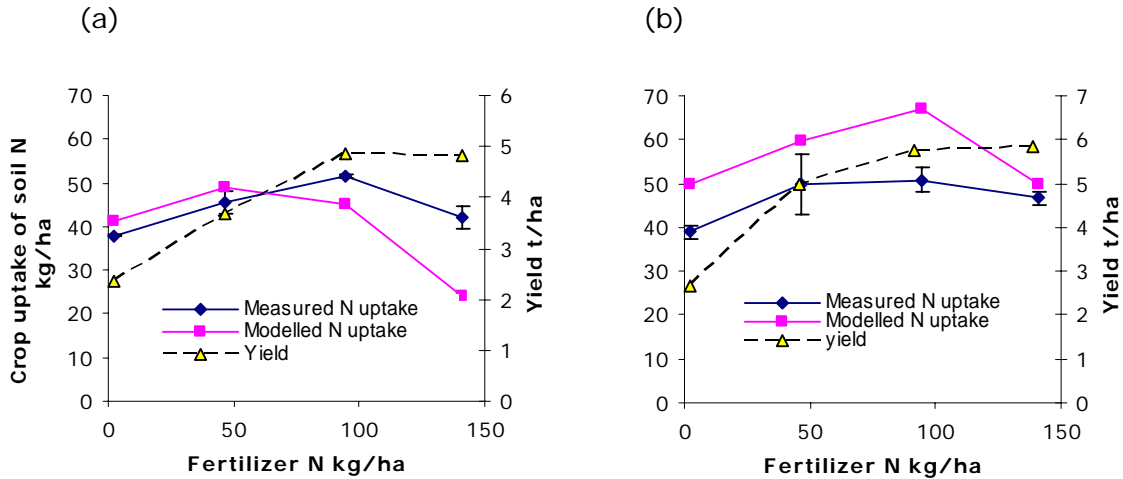 (a)
70
60
50
40
30
20
10
0
Crop uptake of soil N
kg/ha
6
5
4
3
2
1
0
Yield t/ha
Measured N uptake
Modelled N uptake
Yield
0 50 100 150
Fertilizer N kg/ha
(b)
70
60
50
40
30
20
10
0
7
6
5
4
3
2
1
0
Yield t/ha
Measured N uptake
Modelled N uptake
yield
0 50 100 150
Fertilizer N kg/ha